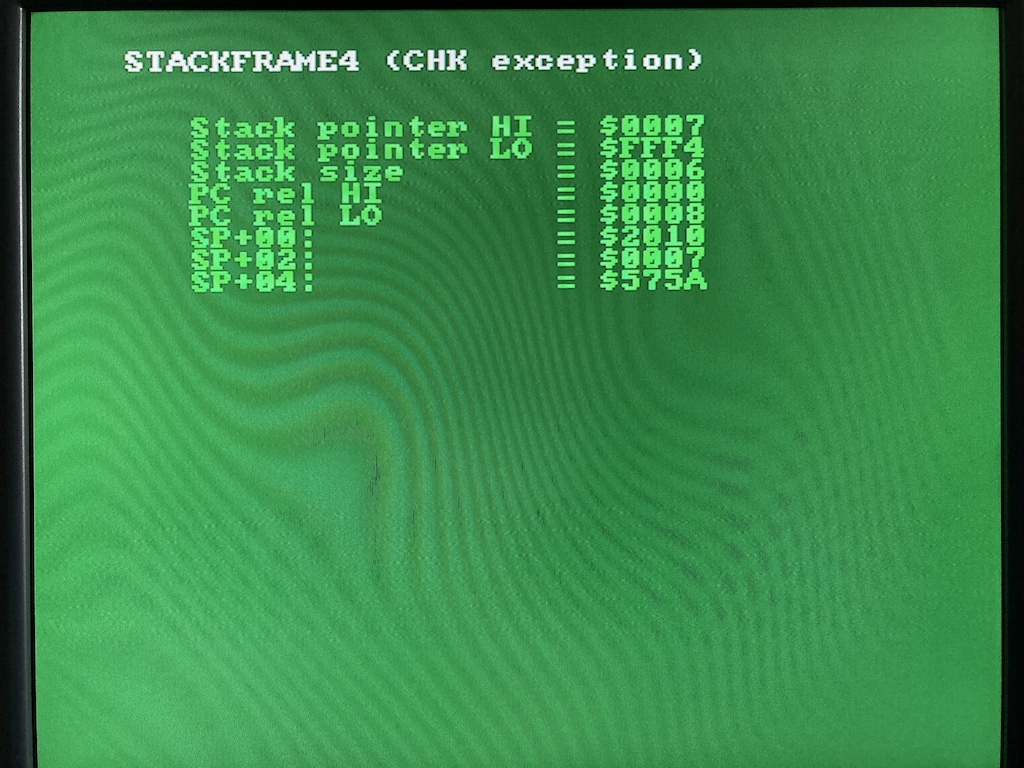 STACKFRAME4 (CHK exception)
Stack pointer HI = $0007
Stack pointer LO = $FFF4
Stack size = $0006
PC rel HI = $0000
PC rel LO = $0008
SP+00: = $2010
SP+02: = $0007
SP+04: = $575A